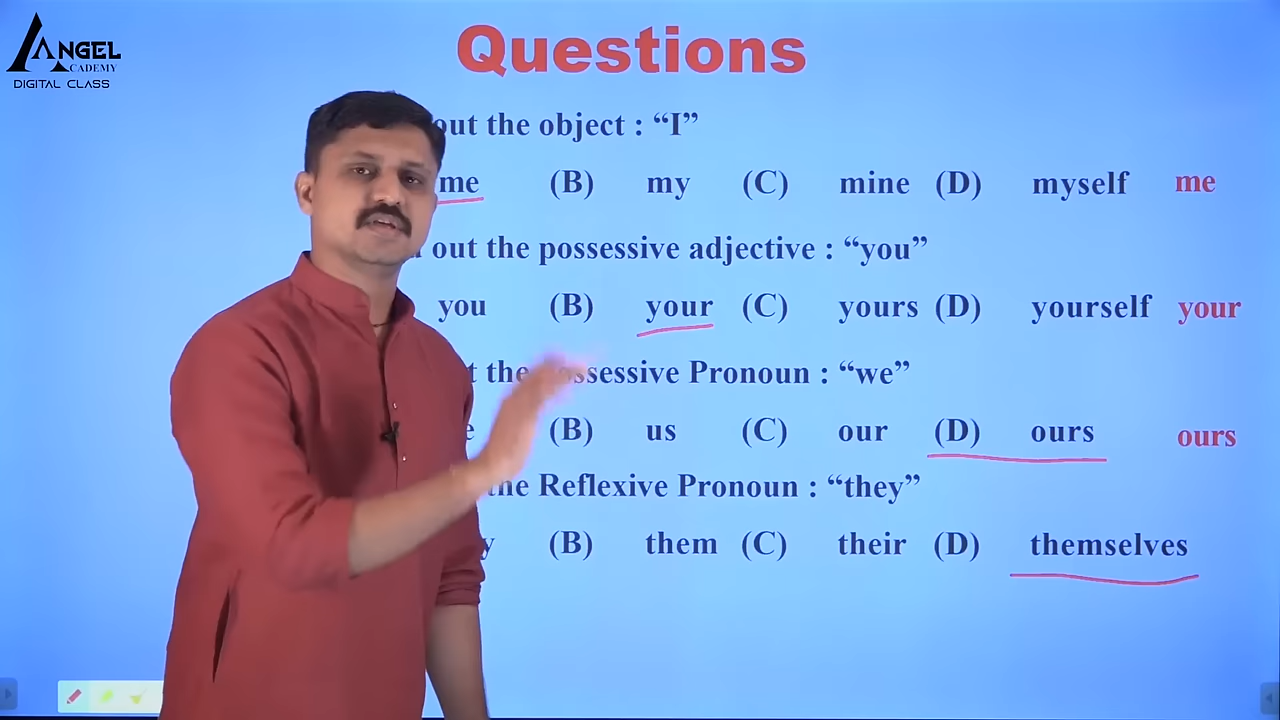 ANGEL
ACADEMY
DIGITAL CLASS
Questions
out the object : “I”
me (B) my (C) mine (D) myself me
out the possessive adjective : “you”
you (B) your (C) yours (D) yourself your
the Possessive Pronoun : “we”
(B) us (C) our (D) ours ours
the Reflexive Pronoun : “they”
(B) them (C) their (D) themselves